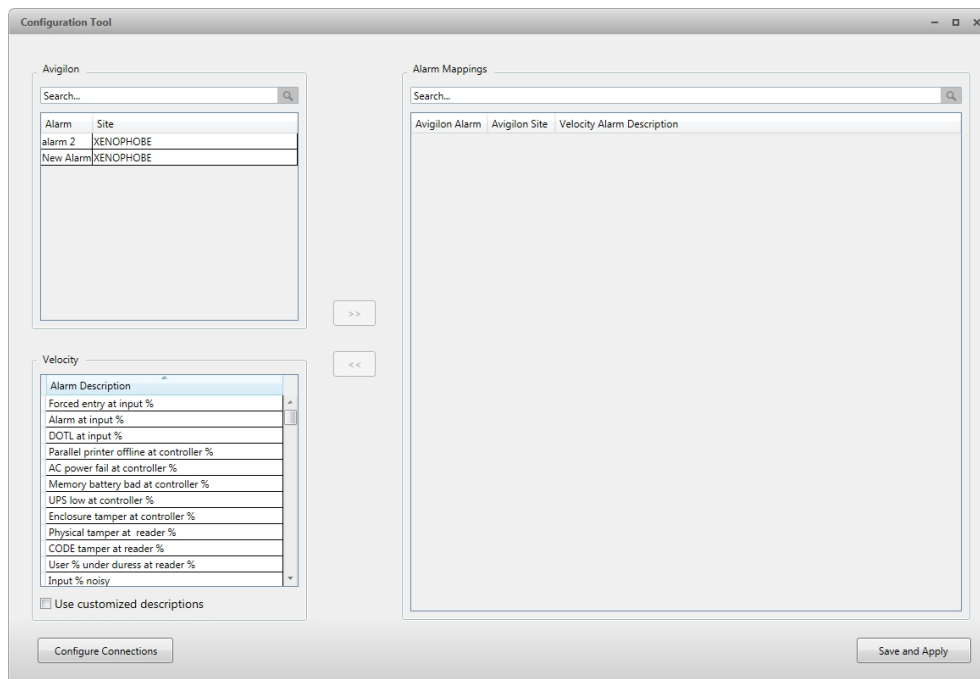 Configuration Tool
Avigilon
Search...
Alarm Site
alarm 2 XENOPHOBE
New Alarm XENOPHOBE
>>
<<
Velocity
Alarm Description
Forced entry at input %
Alarm at input %
DOTL at input %
Parallel printer offline at controller %
AC power fail at controller %
Memory battery bad at controller %
UPS low at controller %
Enclosure tamper at controller %
Physical tamper at  reader %
CODE tamper at reader %
User % under duress at reader %
Input % noisy
Use customized descriptions
Configure Connections
Alarm Mappings
Search...
Avigilon Alarm Avigilon Site Velocity Alarm Description
Save and Apply